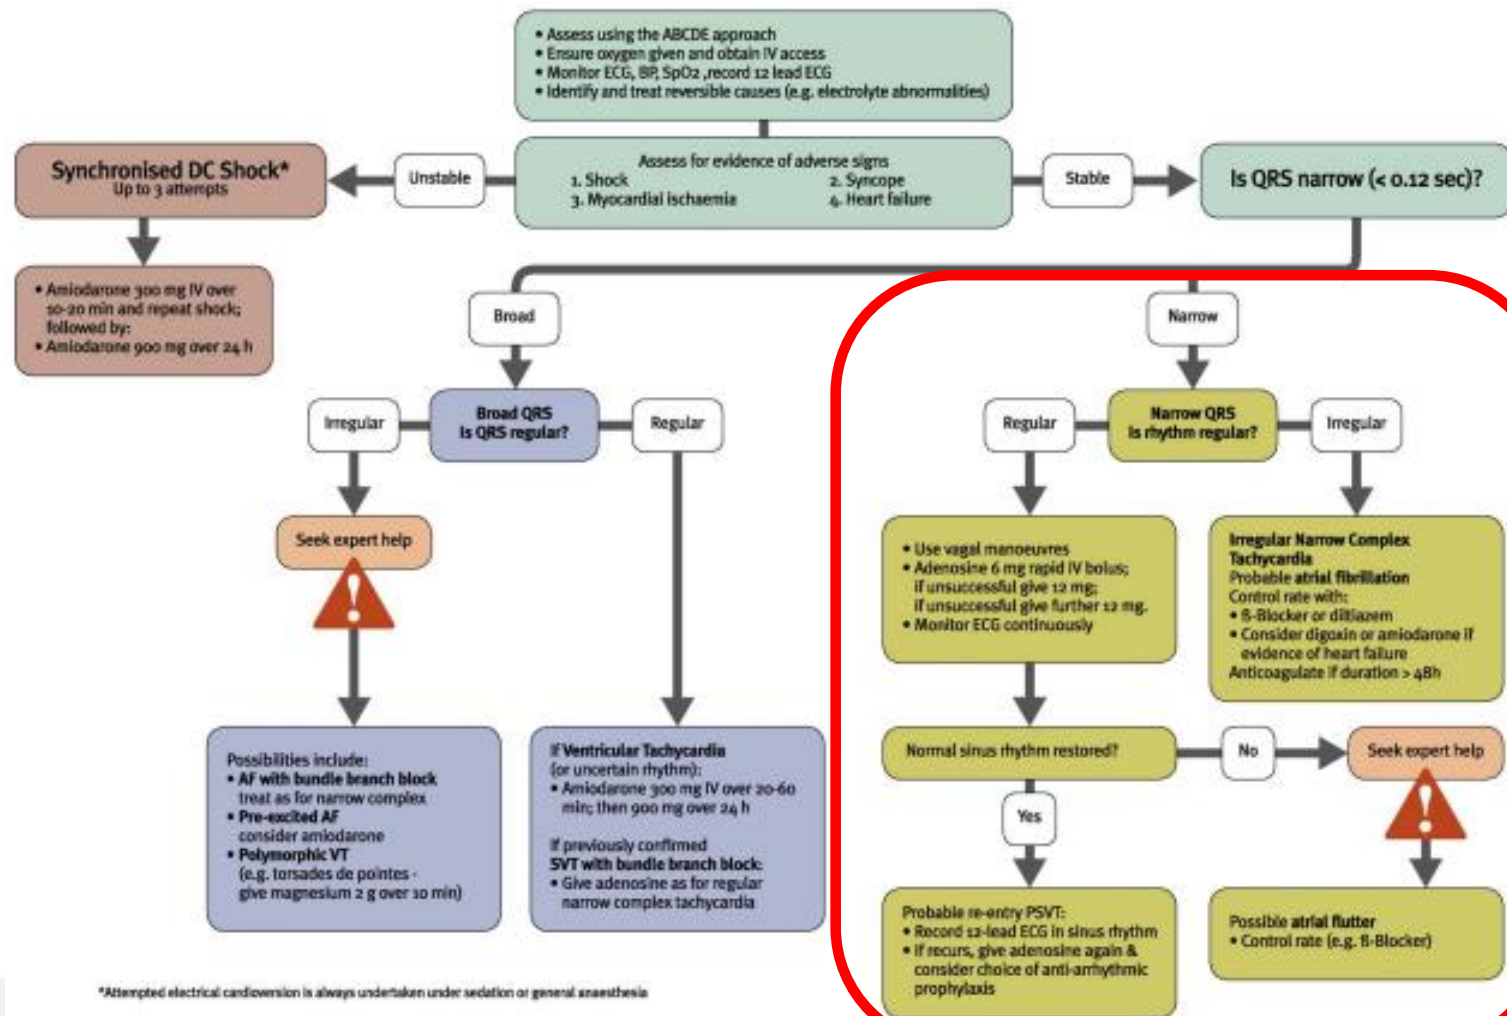 • Assess using the ABCDE approach
• Ensure oxygen given and obtain IV access
• Monitor ECG, BP, SpO2 ,record 12 lead ECG
• Identify and treat reversible causes (e.g. electrolyte abnormalities)
Synchronised DC Shock*
Up to 3 attempts
Unstable
Assess for evidence of adverse signs
1. Shock 2. Syncope
3. Myocardial ischaemia 4. Heart failure
Stable
Is QRS narrow (< 0.12 sec)?
• Amiodarone 300 mg IV over
10-20 min and repeat shock;
followed by:
• Amiodarone 900 mg over 24 h
Broad
Narrow
Irregular
Broad QRS
Is QRS regular?
Regular
Regular
Narrow QRS
Is rhythm regular?
Irregular
Seek expert help
!
• Use vagal manoeuvres
• Adenosine 6 mg rapid IV bolus;
if unsuccessful give 12 mg;
if unsuccessful give further 12 mg.
• Monitor ECG continuously
Irregular Narrow Complex
Tachycardia
Probable atrial fibrillation
Control rate with:
• ß-Blocker or diltiazem
• Consider digoxin or amiodarone if
evidence of heart failure
Anticoagulate if duration > 48h
Possibilities include:
• AF with bundle branch block
treat as for narrow complex
• Pre-excited AF
consider amiodarone
• Polymorphic VT
(e.g. torsades de pointes -
give magnesium 2 g over 10 min)
If Ventricular Tachycardia
(or uncertain rhythm):
• Amiodarone 300 mg IV over 20-60
min; then 900 mg over 24 h
If previously confirmed
SVT with bundle branch block:
• Give adenosine as for regular
narrow complex tachycardia
Normal sinus rhythm restored?
No
Seek expert help
!
Yes
Probable re-entry PSVT:
• Record 12-lead ECG in sinus rhythm
• If recurs, give adenosine again &
consider choice of anti-arrhythmic
prophylaxis
Possible atrial flutter
• Control rate (e.g. ß-Blocker)
*Attempted electrical cardioversion is always undertaken under sedation or general anaesthesia